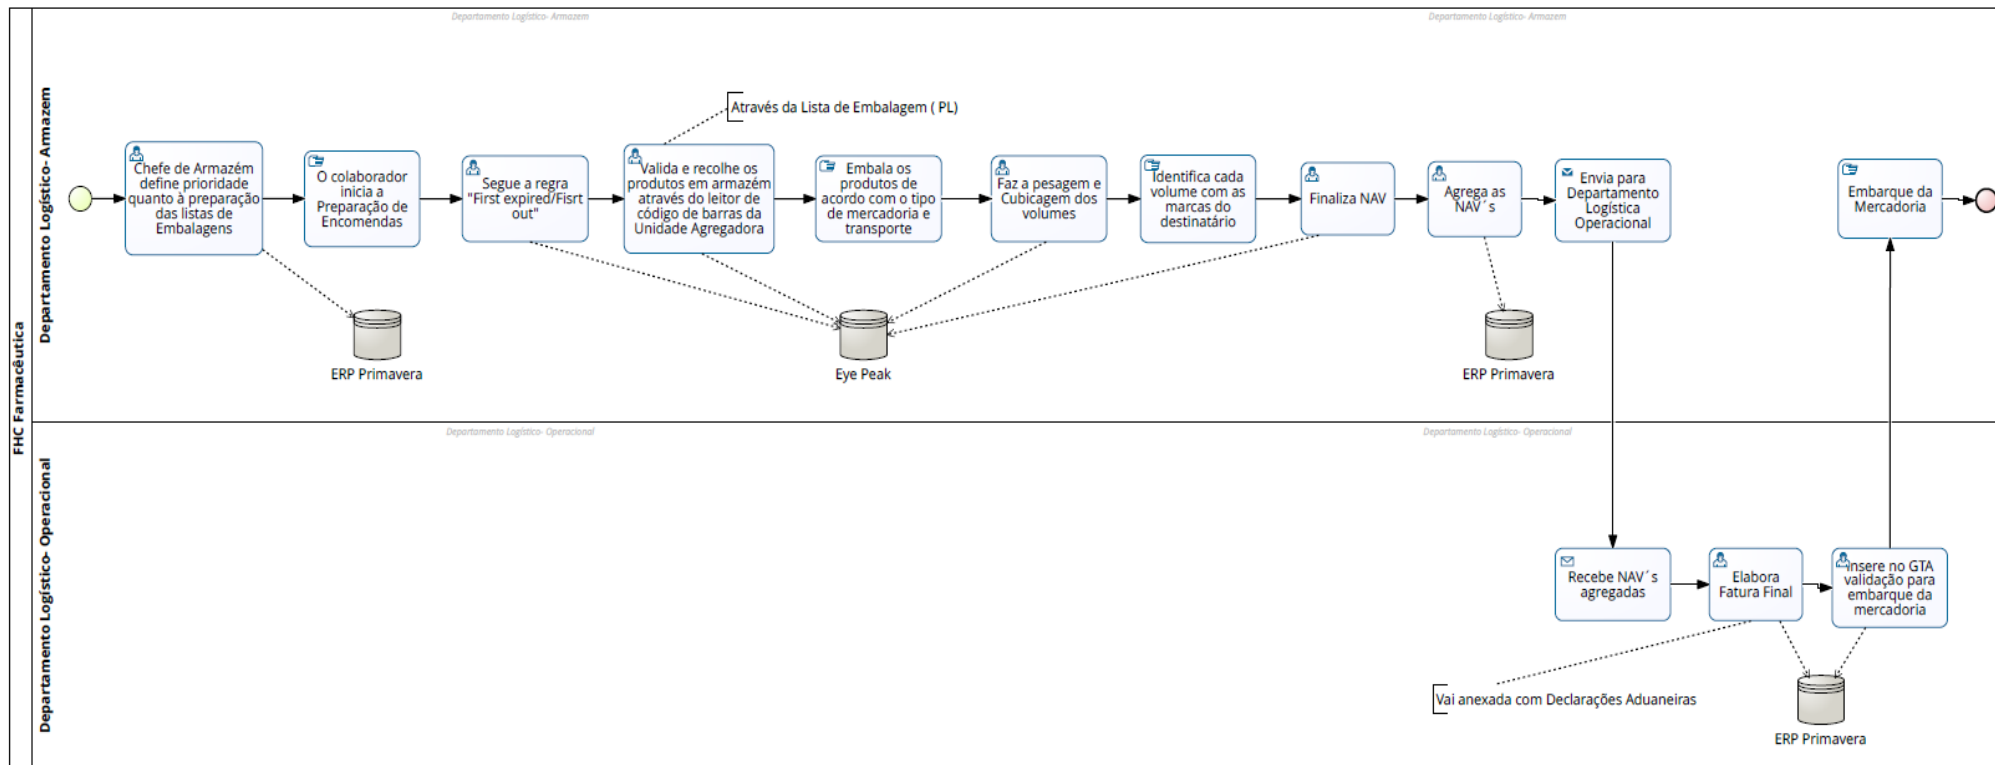 Departamento Logístico- Armazem
Departamento Logístico- Armazem
FHC Farmacêutica
Departamento Logístico- Armazem
Através da Lista de Embalagem ( PL)
Chefe de Armazém
define prioridade
quanto à preparação
das listas de
Embalagens
O colaborador
inicia a
Preparação de
Encomendas
Segue a regra
"First expired/Fisrt
out"
Valida e recolhe os
produtos em armazém
através do leitor de
código de barras da
Unidade Agregadora
Embala os
produtos de
acordo com o tipo
de mercadoria e
transporte
Faz a pesagem e
Cubicagem dos
volumes
Identifica cada
volume com as
marcas do
destinatário
Finaliza NAV
Agrega as
NAV´s
Envia para
Departamento
Logística
Operacional
Embarque da
Mercadoria
ERP Primavera
Eye Peak
ERP Primavera
Departamento Logístico- Operacional
Departamento Logístico- Operacional
Departamento Logístico- Operacional
Recebe NAV´s
agregadas
Elabora
Fatura Final
Insere no GTA
validação para
embarque da
mercadoria
Vai anexada com Declarações Aduaneiras
ERP Primavera